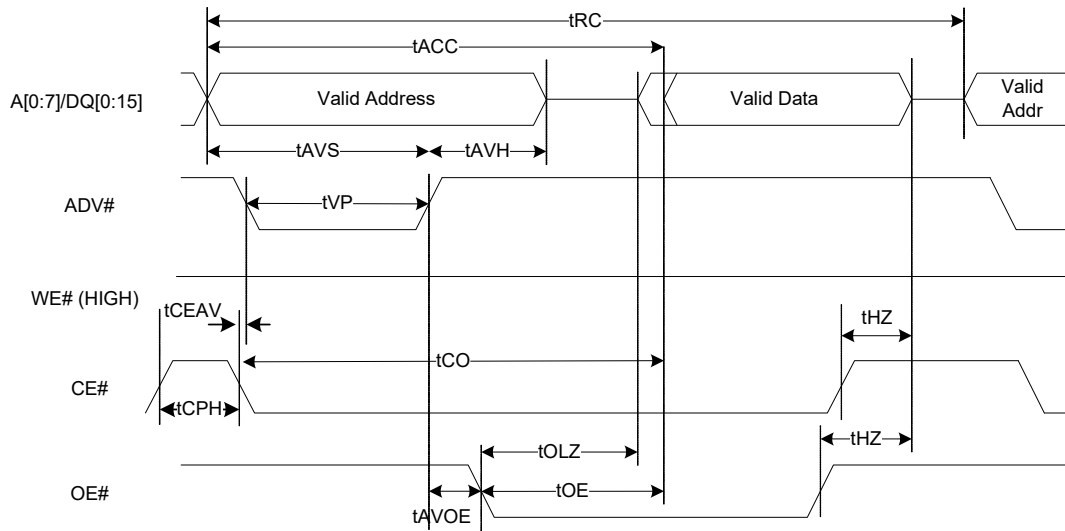 tRC
tACC
A[0:7]/DQ[0:15]
Valid Address
Valid Data
Valid
Addr
tAVS
tAVH
ADV#
tVP
WE# (HIGH)
tCEAV
tHZ
tCO
CE#
tCPH
tHZ
tOLZ
OE#
tOE
tAVOE